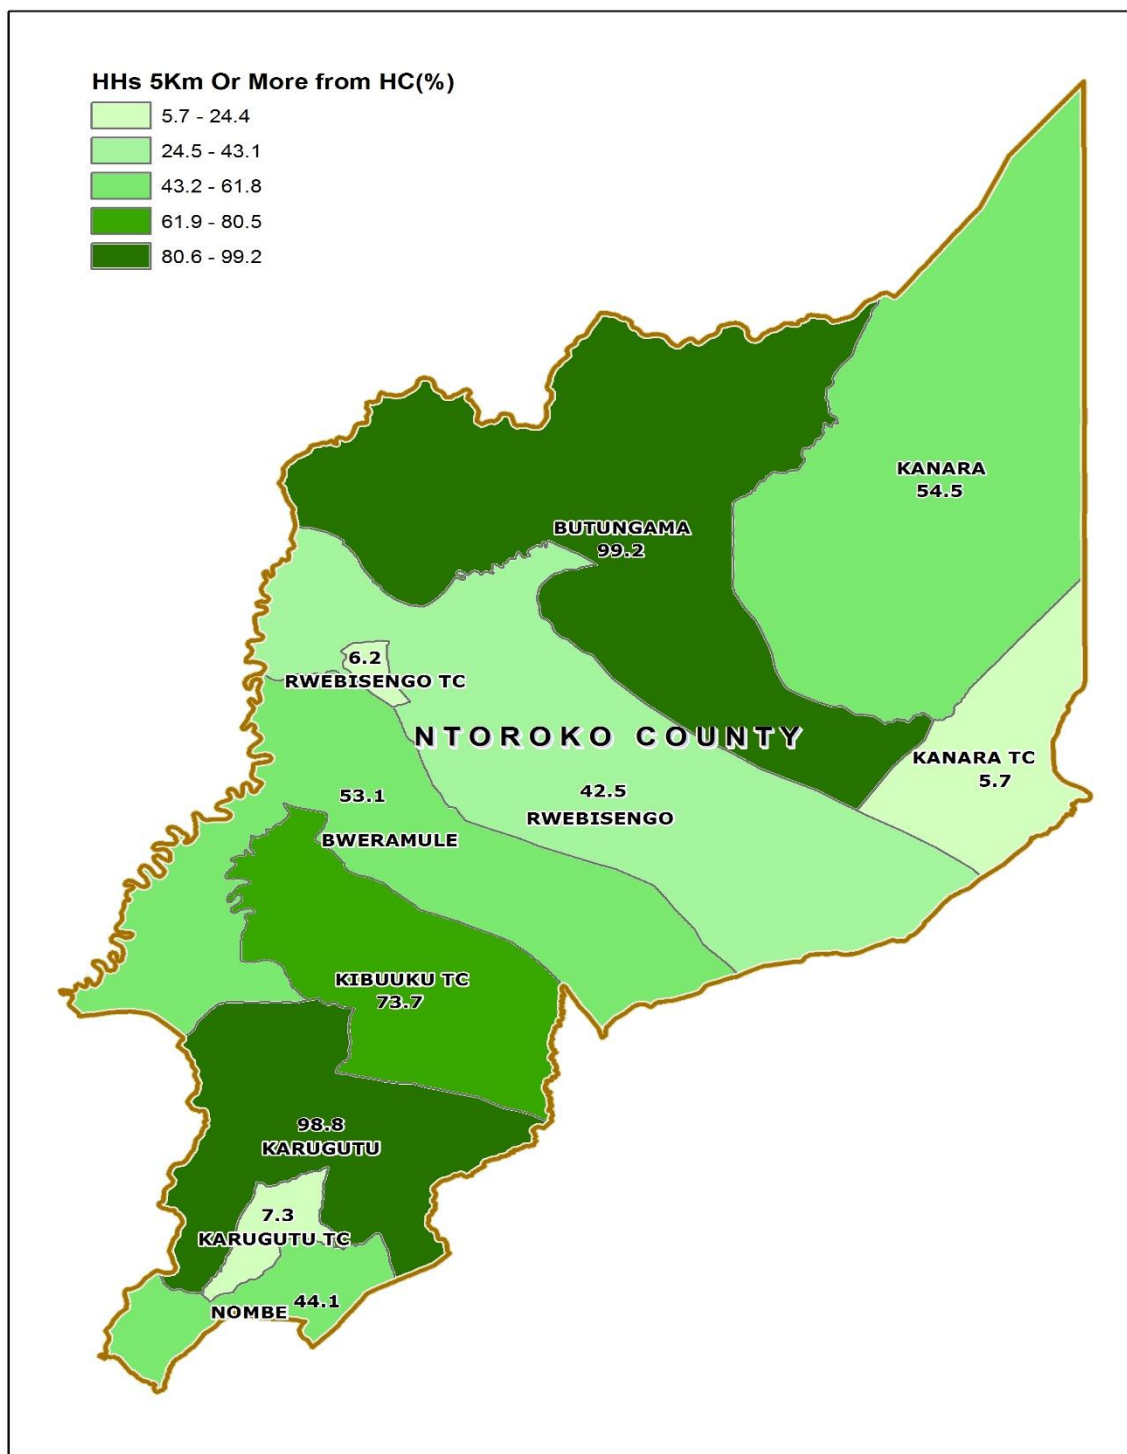 HHs 5Km Or More from HC(%)
5.7 - 24.4
24.5 - 43.1
43.2 - 61.8
61.9 - 80.5
80.6 - 99.2
KANARA
54.5
BUTUNGAMA
99.2
6.2
RWEBISENGO TC
NTOROKO COUNTY
KANARA TC
5.7
53.1
BWERAMULE
42.5
RWEBISENGO
KIBUUKU TC
73.7
98.8
KARUGUTU
7.3
KARUGUTU TC
NOMBE 44.1